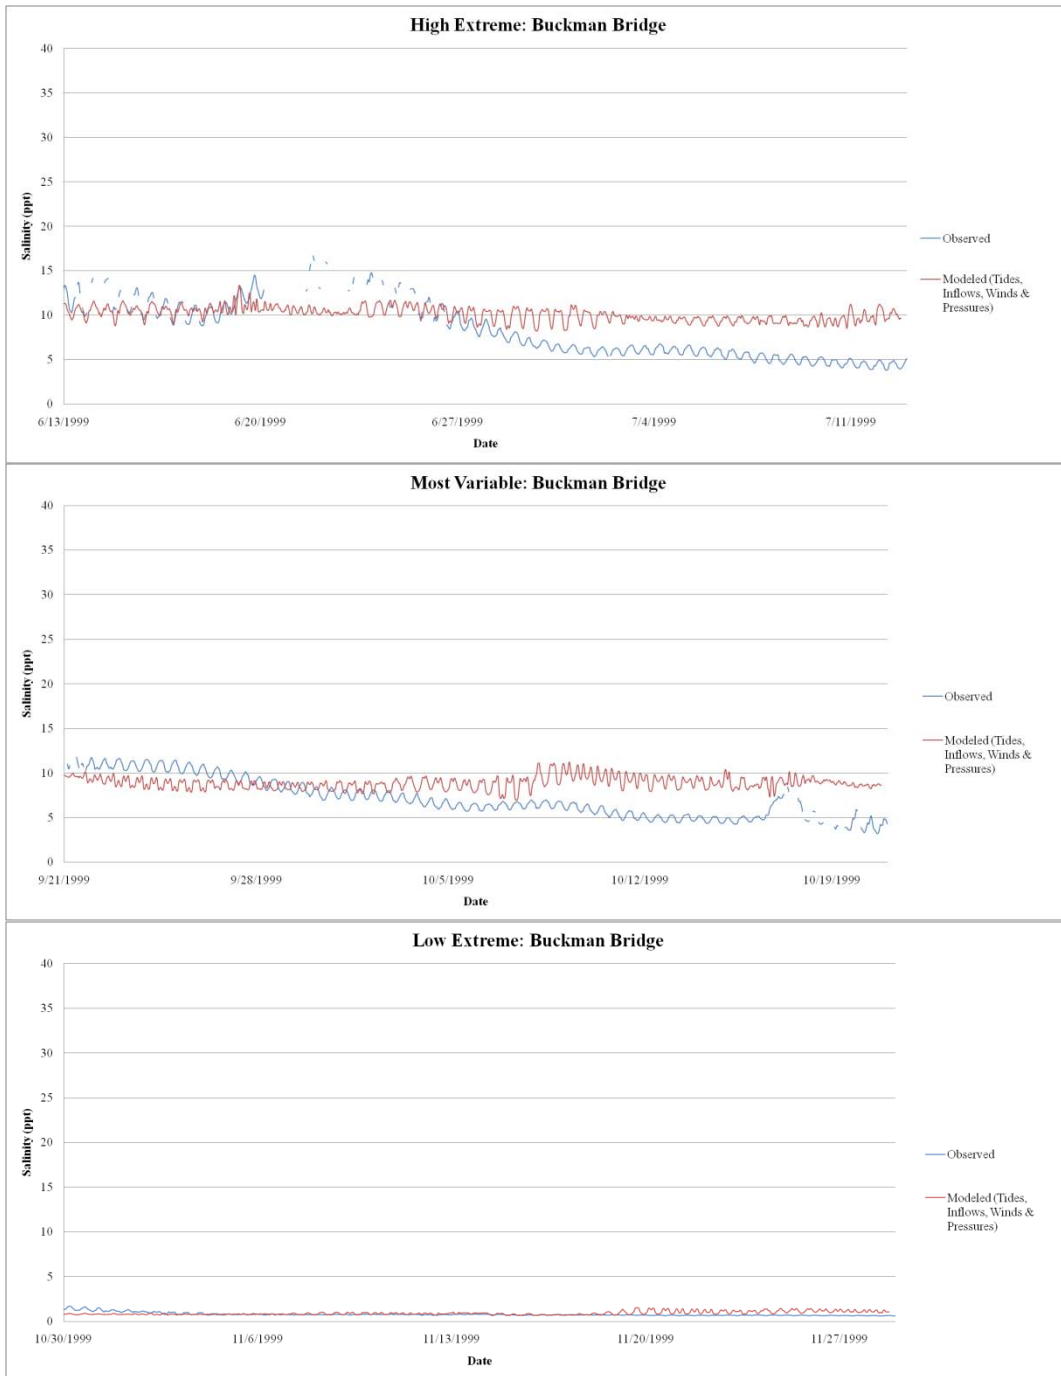 High Extreme: Buckman Bridge
40
35
30
25
20
15
10
5
0
Salinity (ppt)
6/13/1999
6/20/1999
6/27/1999
7/4/1999
7/11/1999
Date
Observed
Modeled (Tides,
Inflows, Winds &
Pressures)
Most Variable: Buckman Bridge
40
35
30
25
20
15
10
5
0
Salinity (ppt)
9/21/1999
9/28/1999
10/5/1999
10/12/1999
10/19/1999
Date
Observed
Modeled (Tides,
Inflows, Winds &
Pressures)
Low Extreme: Buckman Bridge
40
35
30
25
20
15
10
5
0
Salinity (ppt)
10/30/1999
11/6/1999
11/13/1999
11/20/1999
11/27/1999
Date
Observed
Modeled (Tides,
Inflows, Winds &
Pressures)